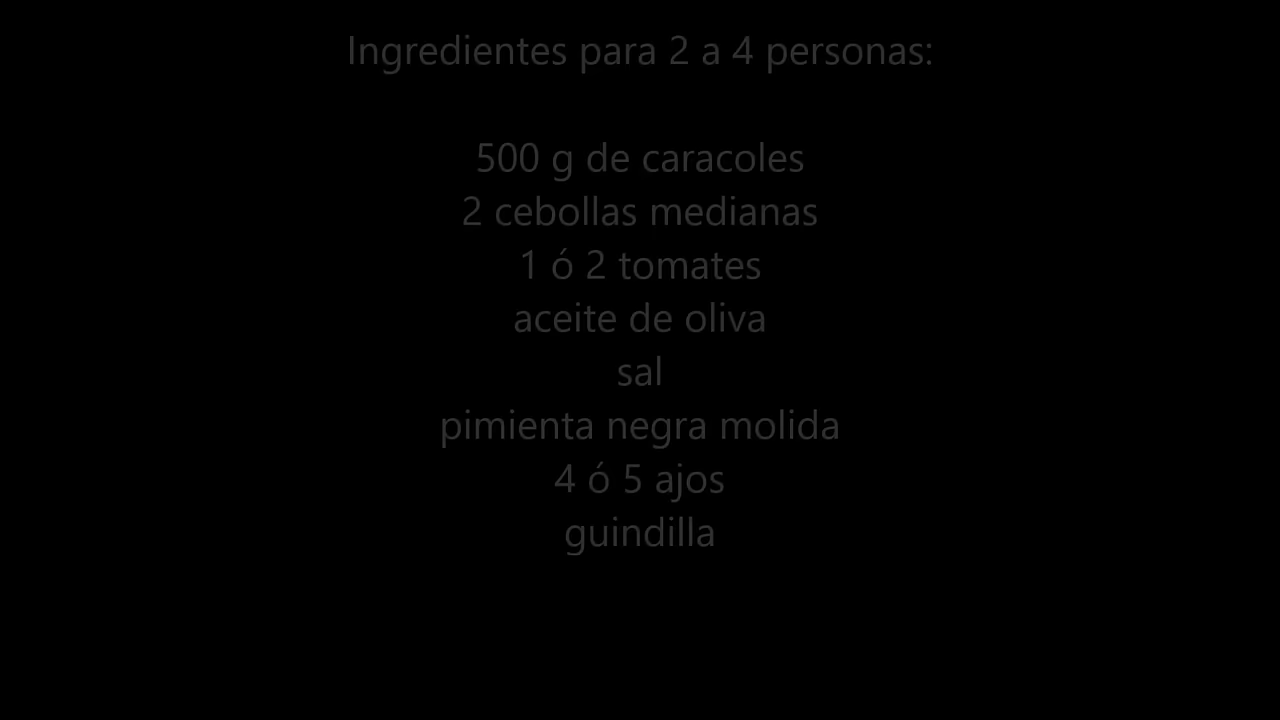 Ingredientes para 2 a 4 personas:
500 g de caracoles
2 cebollas medianas
1 ó 2 tomates
aceite de oliva
sal
pimienta negra molida
4 ó 5 ajos
guindilla